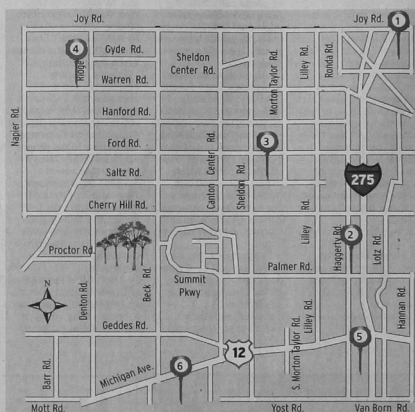 Joy Rd.
Joy Rd.
1
4
Gyde Rd.
Sheldon
Center Rd.
Ridge
Warren Rd.
Morton Taylor Rd.
Lilley Rd.
Ronda Rd.
Napier Rd.
Hanford Rd.
Ford Rd.
3
Saltz Rd.
Canton Center Rd.
Sheldon Rd.
275
Cherry Hill Rd.
Lilley Rd.
Haggerty Rd.
2
Lotz Rd.
Proctor Rd.
Palmer Rd.
Summit
Pkwy
Beck Rd.
N
Denton Rd.
Hannan Rd.
Geddes Rd.
S. Morton Taylor Rd.
Lilley Rd.
5
12
Barr Rd.
Michigan Ave.
6
Mott Rd.
Yost Rd.
Van Born Rd.